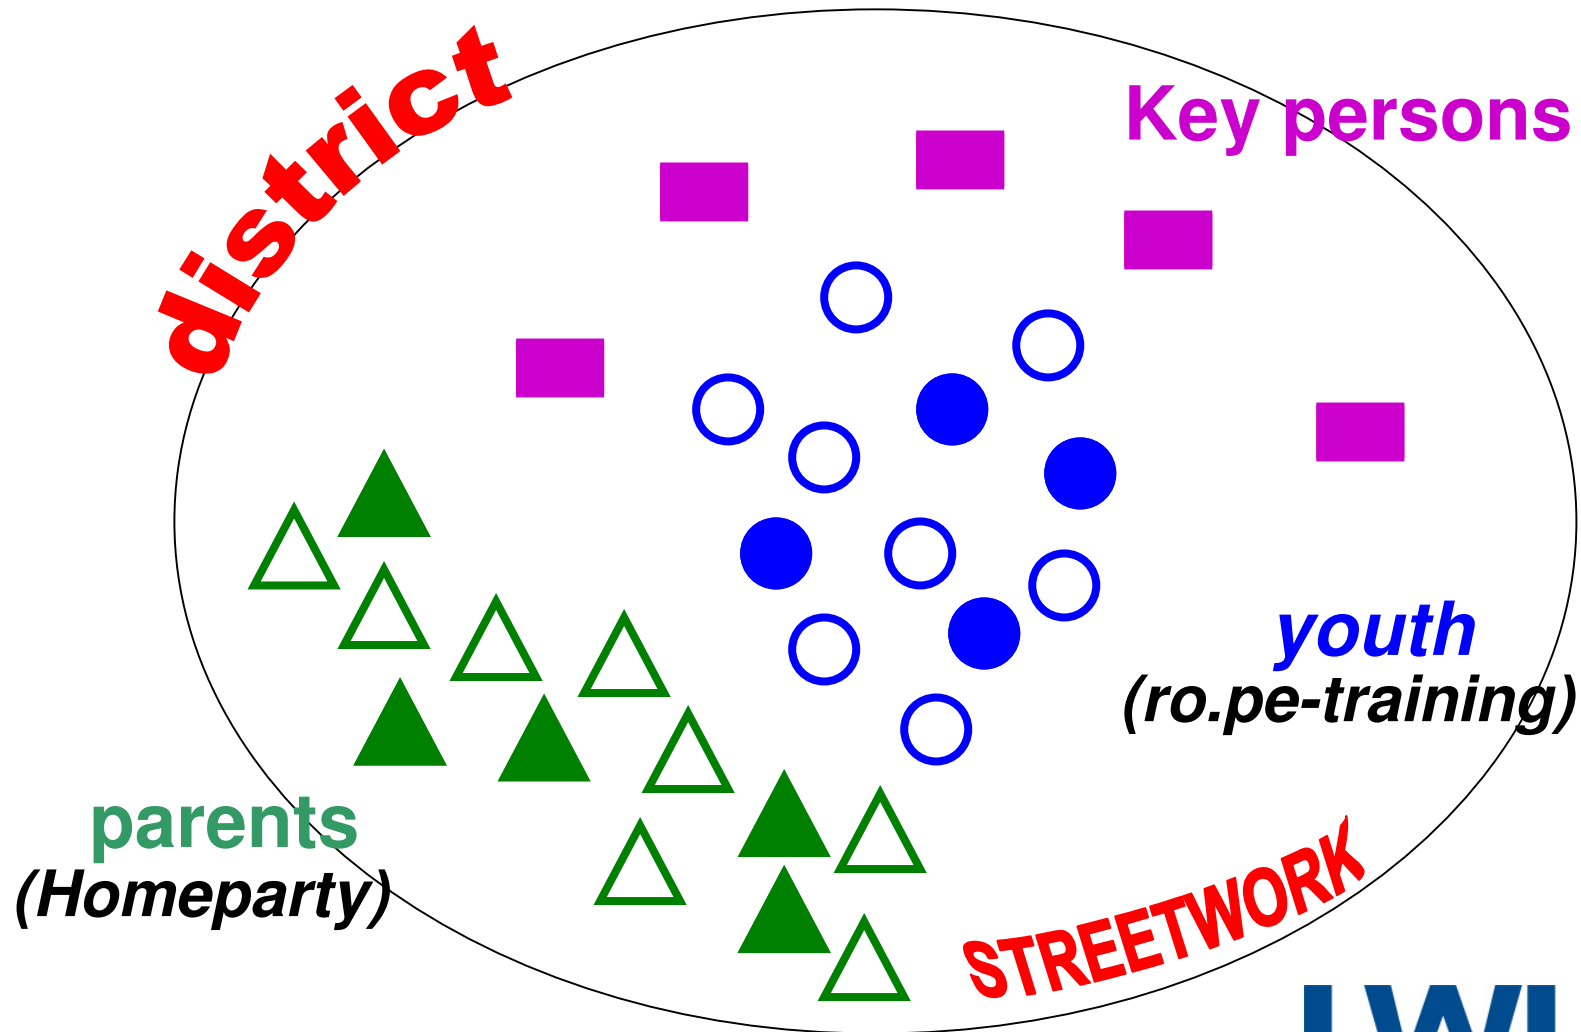 district
Key persons
youth
(ro.pe-training)
parents
(Homeparty)
STREETWORK